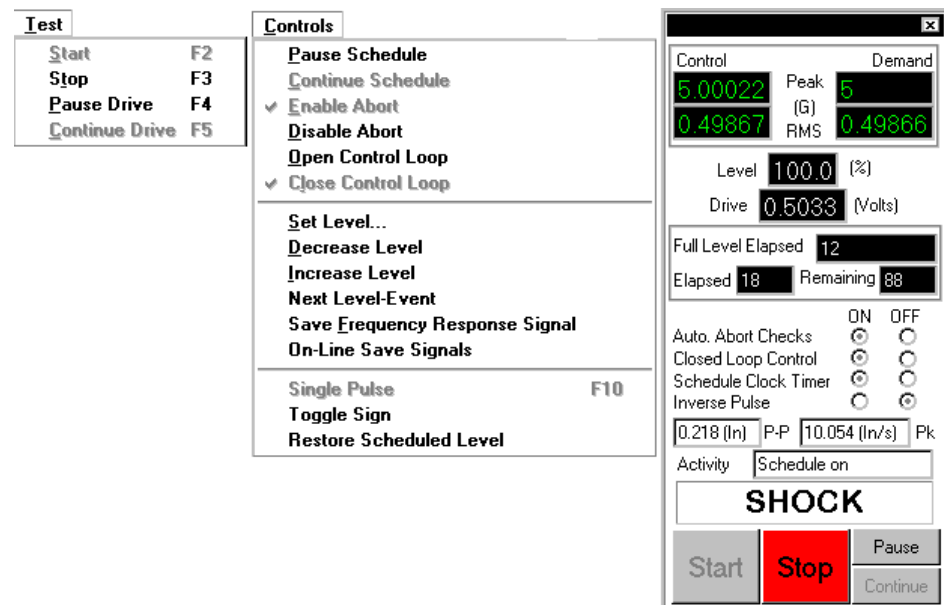 Test
Start F2
Stop F3
Pause Drive F4
Continue Drive F5
Controls
Pause Schedule
Continue Schedule
Enable Abort
Disable Abort
Open Control Loop
Close Control Loop
Set Level...
Decrease Level
Increase Level
Next Level-Event
Save Frequency Response Signal
On-Line Save Signals
Single Pulse F10
Toggle Sign
Restore Scheduled Level
Control Demand
5.00022 Peak 5
(G)
0.49867 RMS 0.49866
Level 100.0 (%)
Drive 0.5033 (Volts)
Full Level Elapsed 12
Elapsed 18 Remaining 88
ON OFF
Auto. Abort Checks
Closed Loop Control
Schedule Clock Timer
Inverse Pulse
0.218 (In) P-P 10.054 (In/s) Pk
Activity Schedule on
SHOCK
Start Stop Pause
Continue